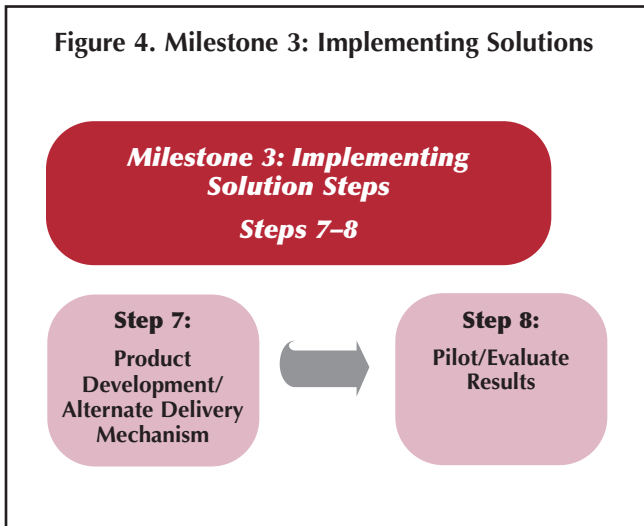 Figure 4. Milestone 3: Implementing Solutions
Milestone 3: Implementing
Solution Steps
Steps 7–8
Step 7:
Product
Development/
Alternate Delivery
Mechanism
Step 8:
Pilot/Evaluate
Results